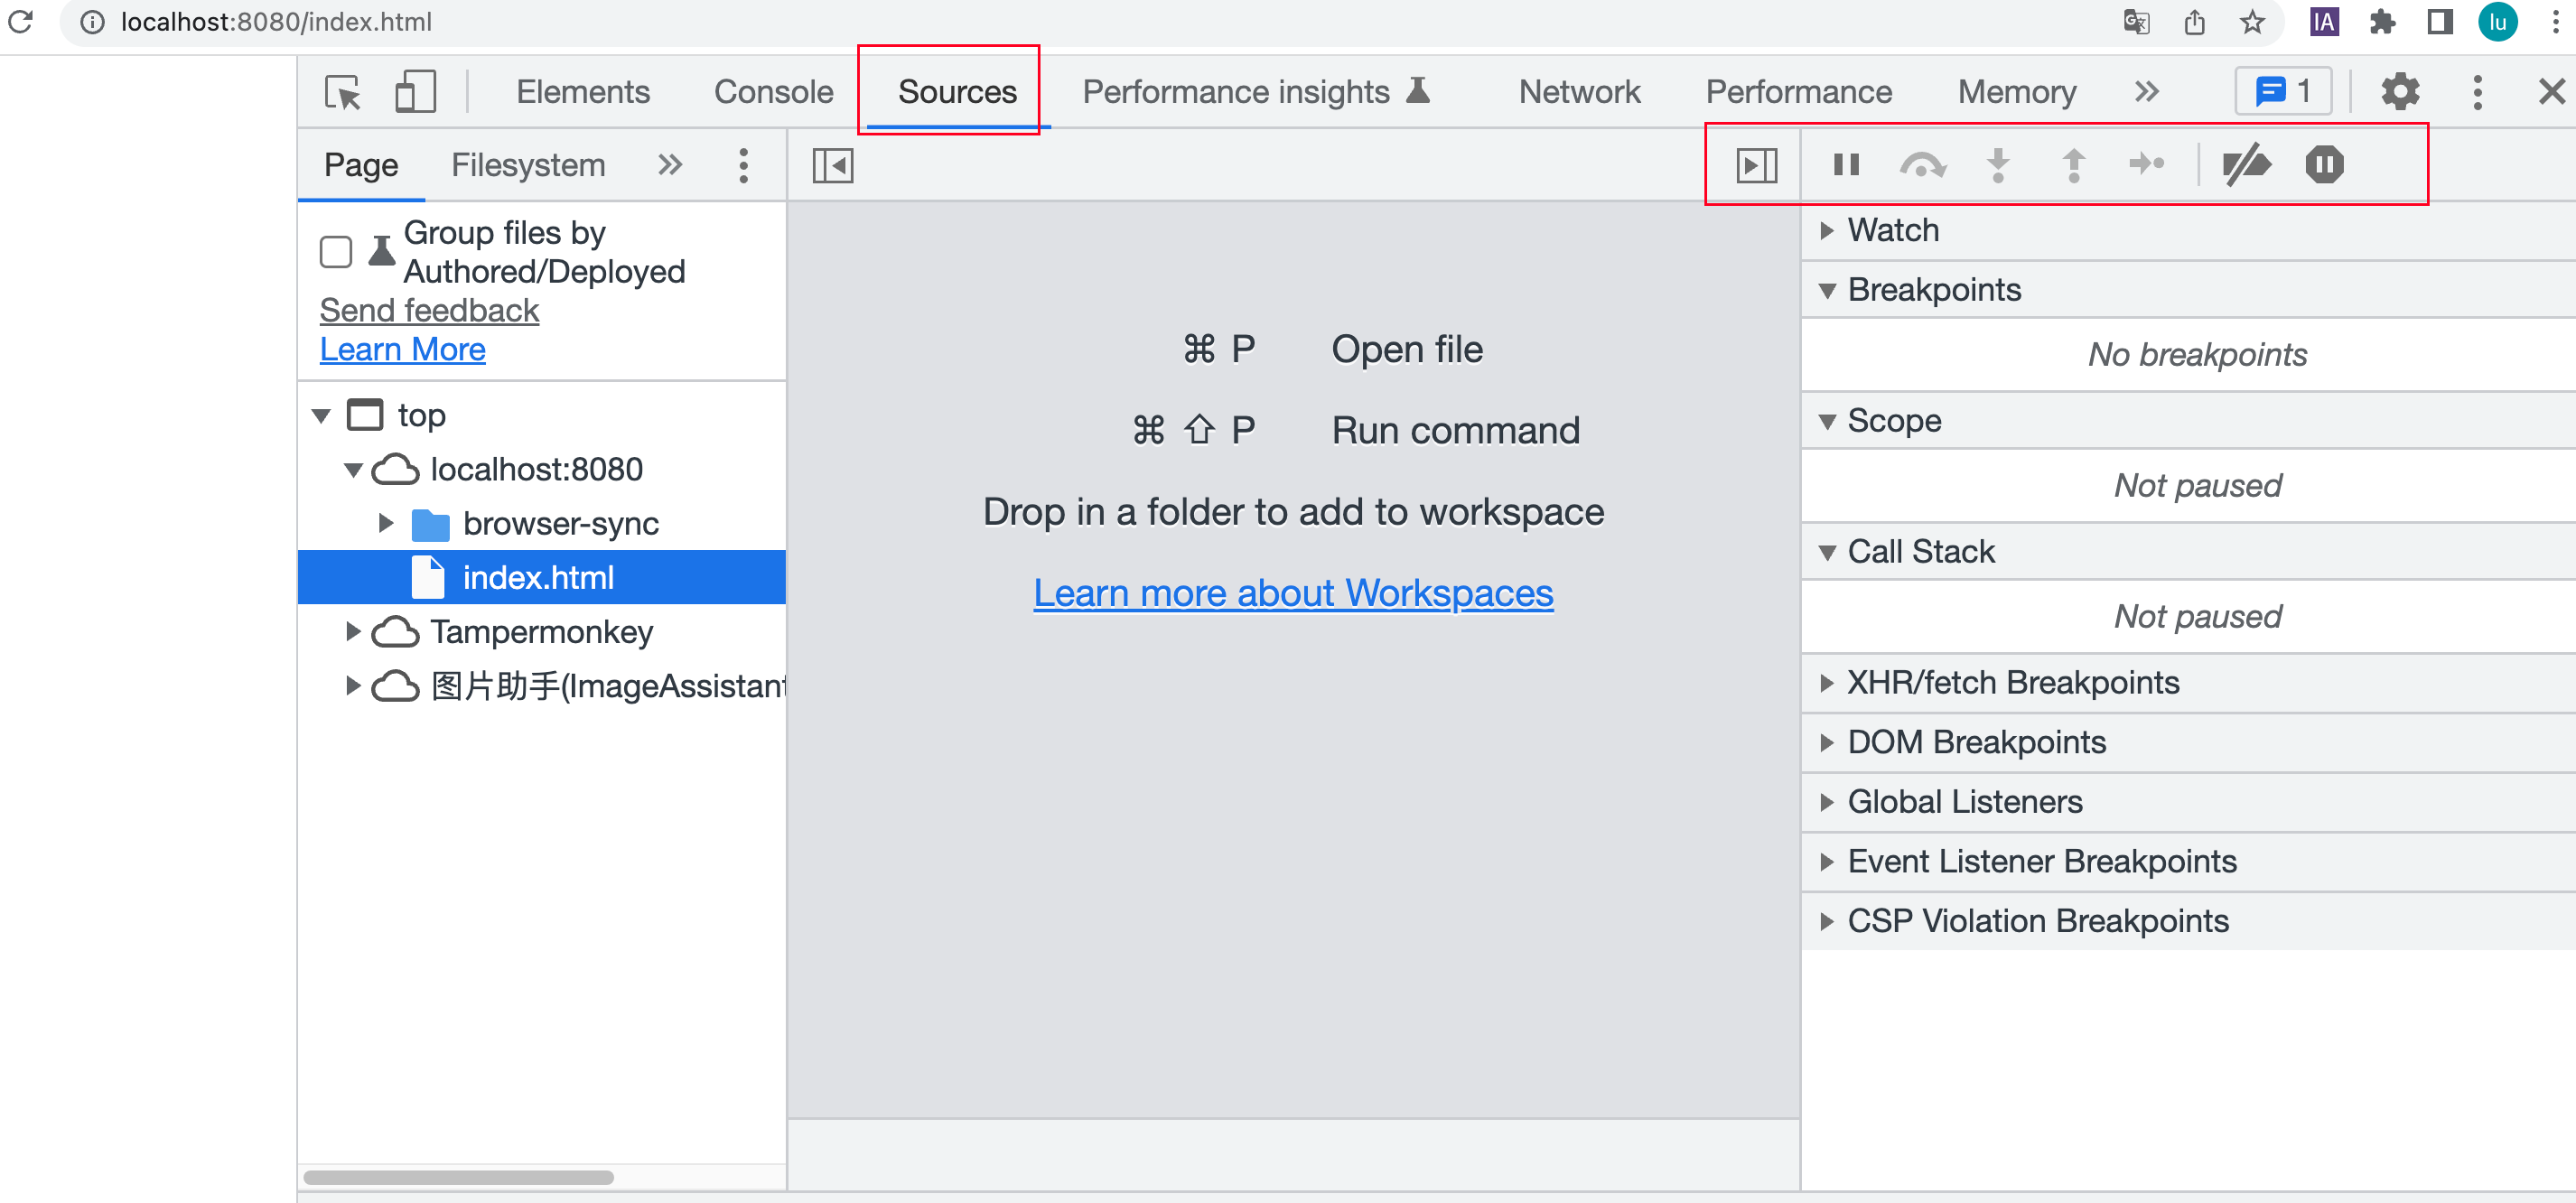 localhost:8080/index.html
IA
lu
Elements
Console
Sources
Performance insights
Network
Performance
Memory
1
Page
Filesystem
Group files by
Authored/Deployed
Send feedback
Learn More
top
localhost:8080
browser-sync
index.html
Tampermonkey
图片助手(ImageAssistant
⌘ P Open file
⌘ ⇧ P Run command
Drop in a folder to add to workspace
Learn more about Workspaces
Watch
Breakpoints
No breakpoints
Scope
Not paused
Call Stack
Not paused
XHR/fetch Breakpoints
DOM Breakpoints
Global Listeners
Event Listener Breakpoints
CSP Violation Breakpoints